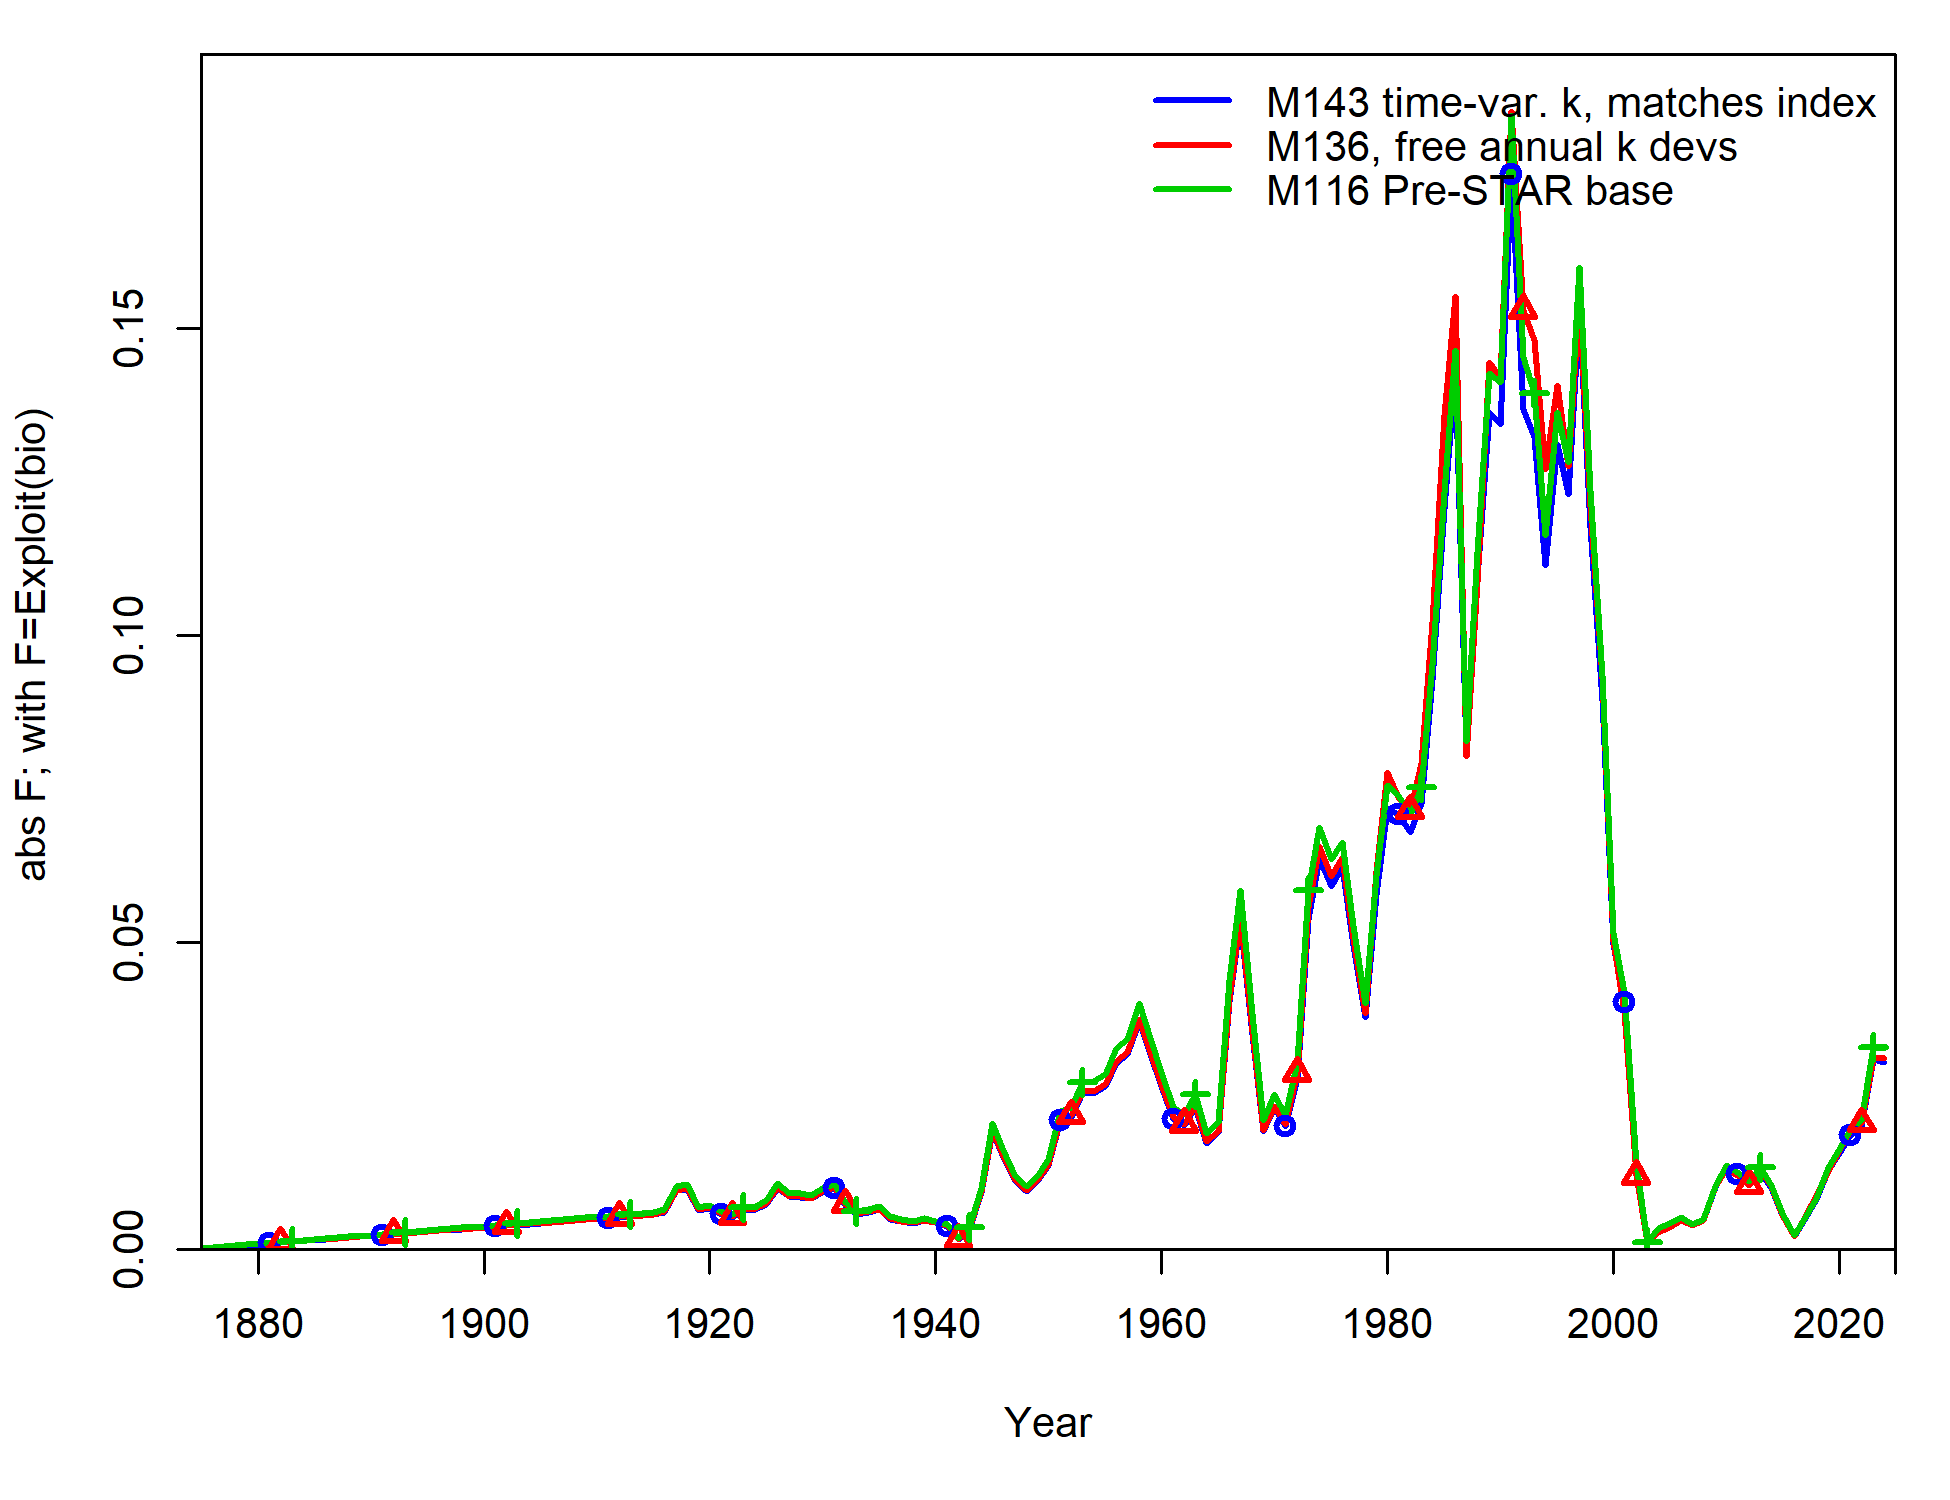 M143 time-var. k, matches index
M136, free annual k devs
M116 Pre-STAR base
abs F; with F=Exploit(bio)
0.15
0.10
0.05
0.00
1880 1900 1920 1940 1960 1980 2000 2020
Year